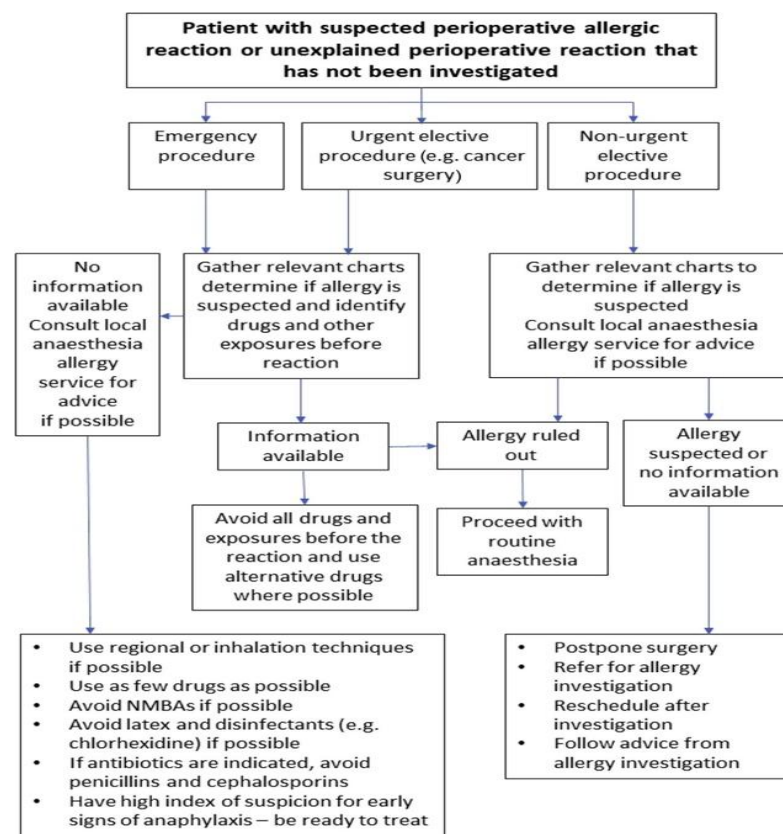 Patient with suspected perioperative allergic
reaction or unexplained perioperative reaction that
has not been investigated
Emergency
procedure
Urgent elective
procedure (e.g. cancer
surgery)
Non-urgent
elective
procedure
No
information
available
Consult local
anaesthesia
allergy
service for
advice
if possible
Gather relevant charts
determine if allergy is
suspected and identify
drugs and other
exposures before
reaction
Gather relevant charts to
determine if allergy is
suspected
Consult local anaesthesia
allergy service for advice
if possible
Information
available
Allergy ruled
out
Allergy
suspected or
no information
available
Avoid all drugs and
exposures before the
reaction and use
alternative drugs
where possible
Proceed with
routine
anaesthesia
• Use regional or inhalation techniques
if possible
• Use as few drugs as possible
• Avoid NMBAs if possible
• Avoid latex and disinfectants (e.g.
chlorhexidine) if possible
• If antibiotics are indicated, avoid
penicillins and cephalosporins
• Have high index of suspicion for early
signs of anaphylaxis – be ready to treat
• Postpone surgery
• Refer for allergy
investigation
• Reschedule after
investigation
• Follow advice from
allergy investigation